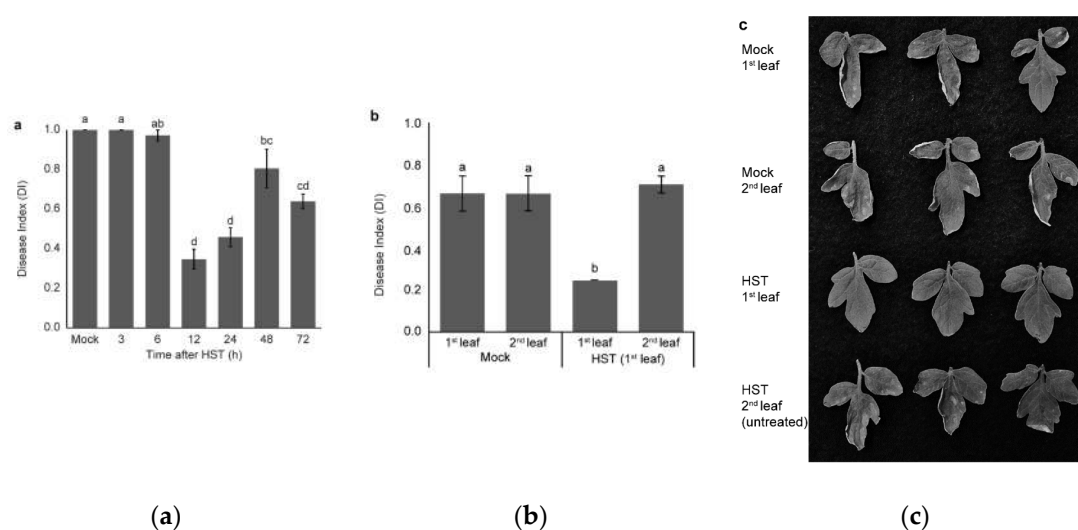 a
Disease Index (DI)
1.0
0.8
0.6
0.4
0.2
0.0
a
a
ab
d
d
bc
cd
Mock 3 6 12 24 48 72
Time after HST (h)
b
Disease Index (DI)
1.0
0.8
0.6
0.4
0.2
0.0
a
a
b
a
1st leaf 2nd leaf 1st leaf 2nd leaf
Mock HST (1st leaf)
c
Mock
1st leaf
Mock
2nd leaf
HST
1st leaf
HST
2nd leaf
(untreated)
(a) (b) (c)